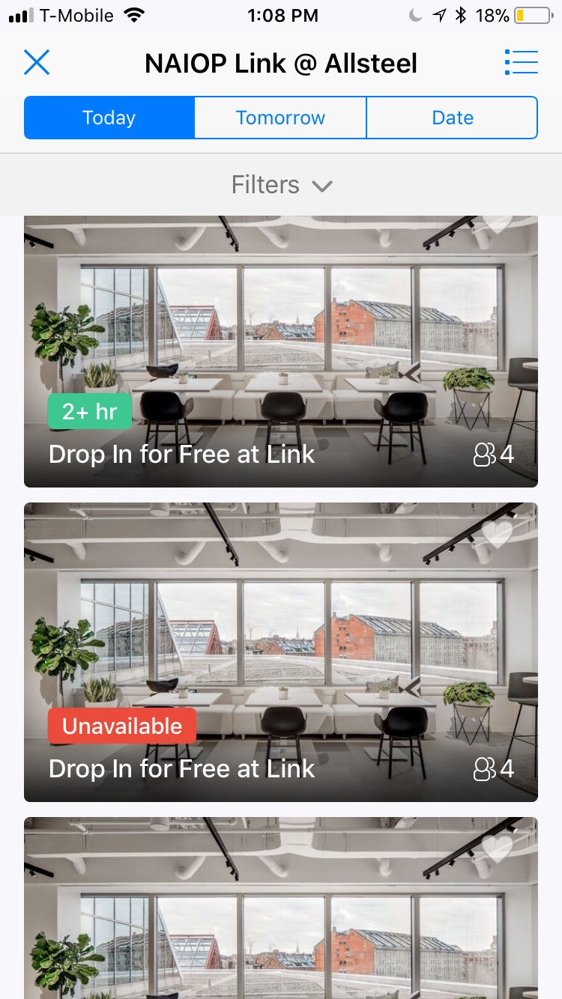 T-Mobile 1:08 PM 18%
NAIOP Link @ Allsteel
Today Tomorrow Date
Filters
2+ hr
Drop In for Free at Link 4
Unavailable
Drop In for Free at Link 4